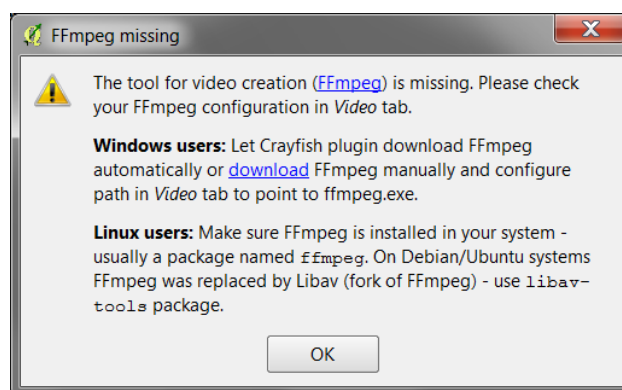 FFmpeg missing
The tool for video creation (FFmpeg) is missing. Please check
your FFmpeg configuration in Video tab.
Windows users: Let Crayfish plugin download FFmpeg
automatically or download FFmpeg manually and configure
path in Video tab to point to ffmpeg.exe.
Linux users: Make sure FFmpeg is installed in your system -
usually a package named ffmpeg. On Debian/Ubuntu systems
FFmpeg was replaced by Libav (fork of FFmpeg) - use libav-
tools package.
OK